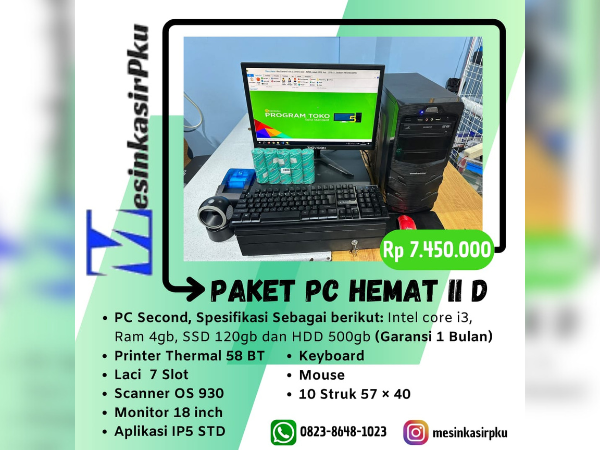 MesinkasirPku
PROGRAM TOKO
Rp 7.450.000
PAKET PC HEMAT II D
• PC Second, Spesifikasi Sebagai berikut: Intel core i3,
Ram 4gb, SSD 120gb dan HDD 500gb (Garansi 1 Bulan)
• Printer Thermal 58 BT
• Laci 7 Slot
• Scanner OS 930
• Monitor 18 inch
• Aplikasi IP5 STD
• Keyboard
• Mouse
• 10 Struk 57 × 40
0823-8648-1023
mesinkasirpku